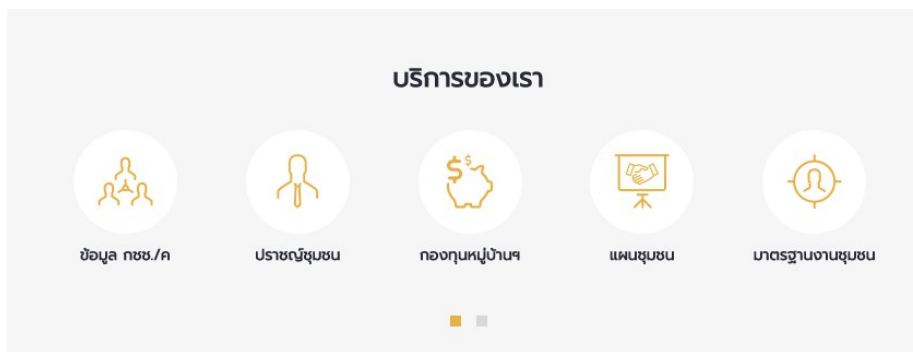 บริการของเรา
ข้อมูล กชช./ค
ปราชญ์ชุมชน
กองทุนหมู่บ้านฯ
แผนชุมชน
มาตรฐานงานชุมชน